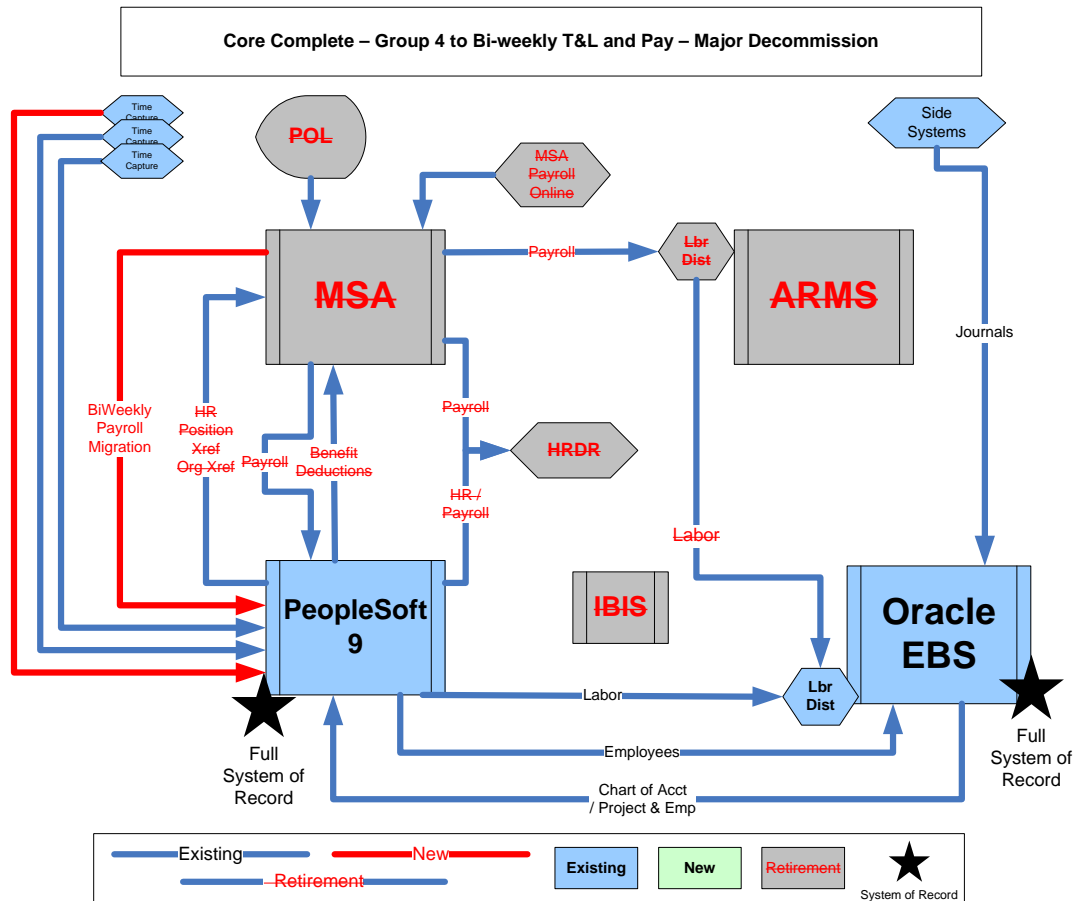 Core Complete – Group 4 to Bi-weekly T&L and Pay – Major Decommission
Time
Capture
Time
Capture
Time
Capture
POL
MSA
Payroll
Online
Side
Systems
MSA
Payroll
Lbr
Dist
ARMS
Journals
BiWeekly
Payroll
Migration
HR
Position
Xref
Org Xref
Payroll
Benefit
Deductions
Payroll
HRDR
HR /
Payroll
Labor
PeopleSoft
9
IBIS
Oracle
EBS
Labor
Lbr
Dist
Full
System of
Record
Employees
Full
System of
Record
Chart of Acct
/ Project & Emp
Existing
New
Retirement
Existing
New
Retirement
System of Record